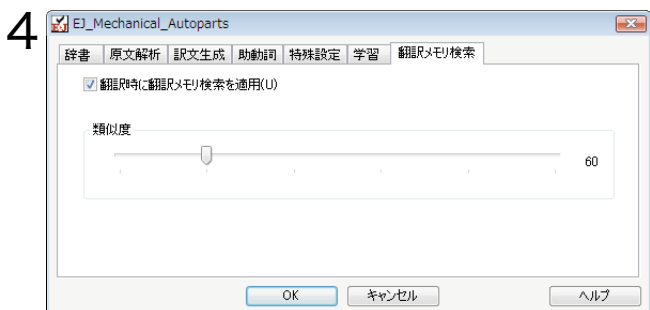 4
EJ_Mechanical_Autoparts
辞書 原文解析 訳文生成 助動詞 特殊設定 学習 翻訳メモリ検索
翻訳時に翻訳メモリ検索を適用(U)
類似度
60
OK キャンセル ヘルプ